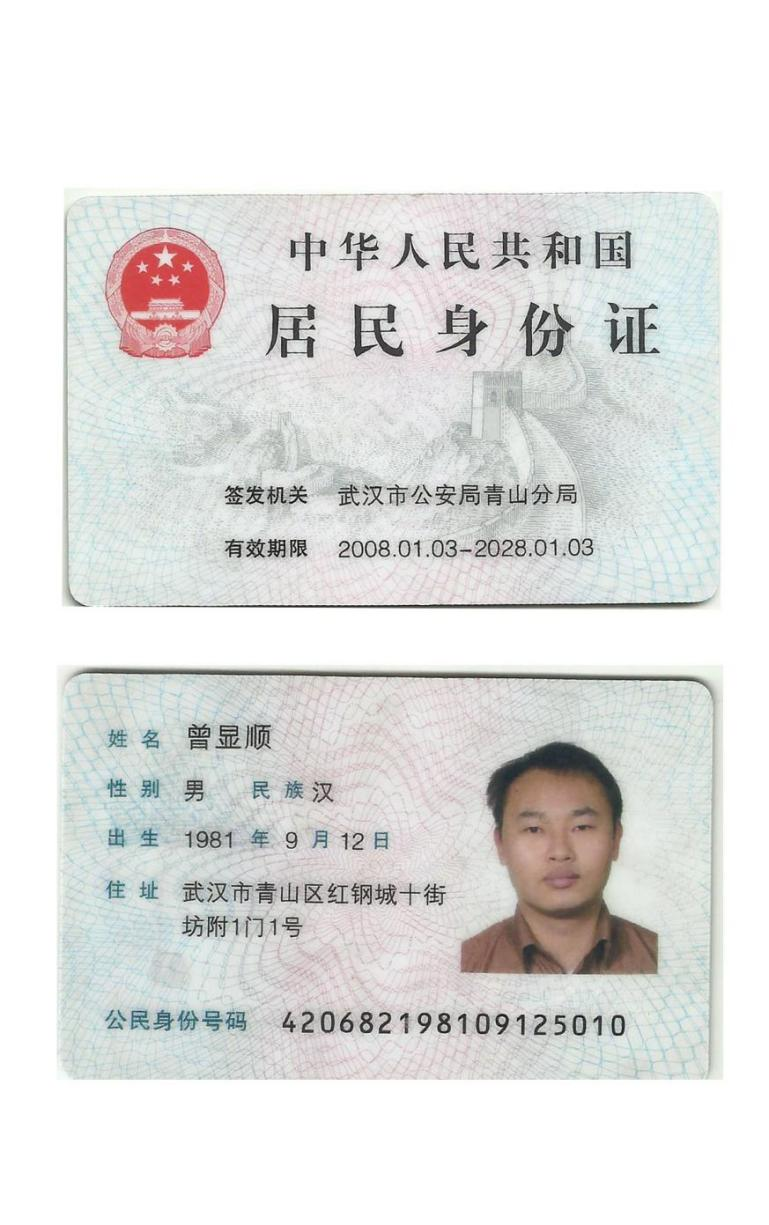 中华人民共和国
居民身份证
签发机关 武汉市公安局青山分局
有效期限 2008.01.03-2028.01.03
姓名 曾显顺
性别 男 民族 汉
出生 1981 年 9 月 12 日
住址 武汉市青山区红钢城十街
坊附1门1号
公民身份号码 420682198109125010